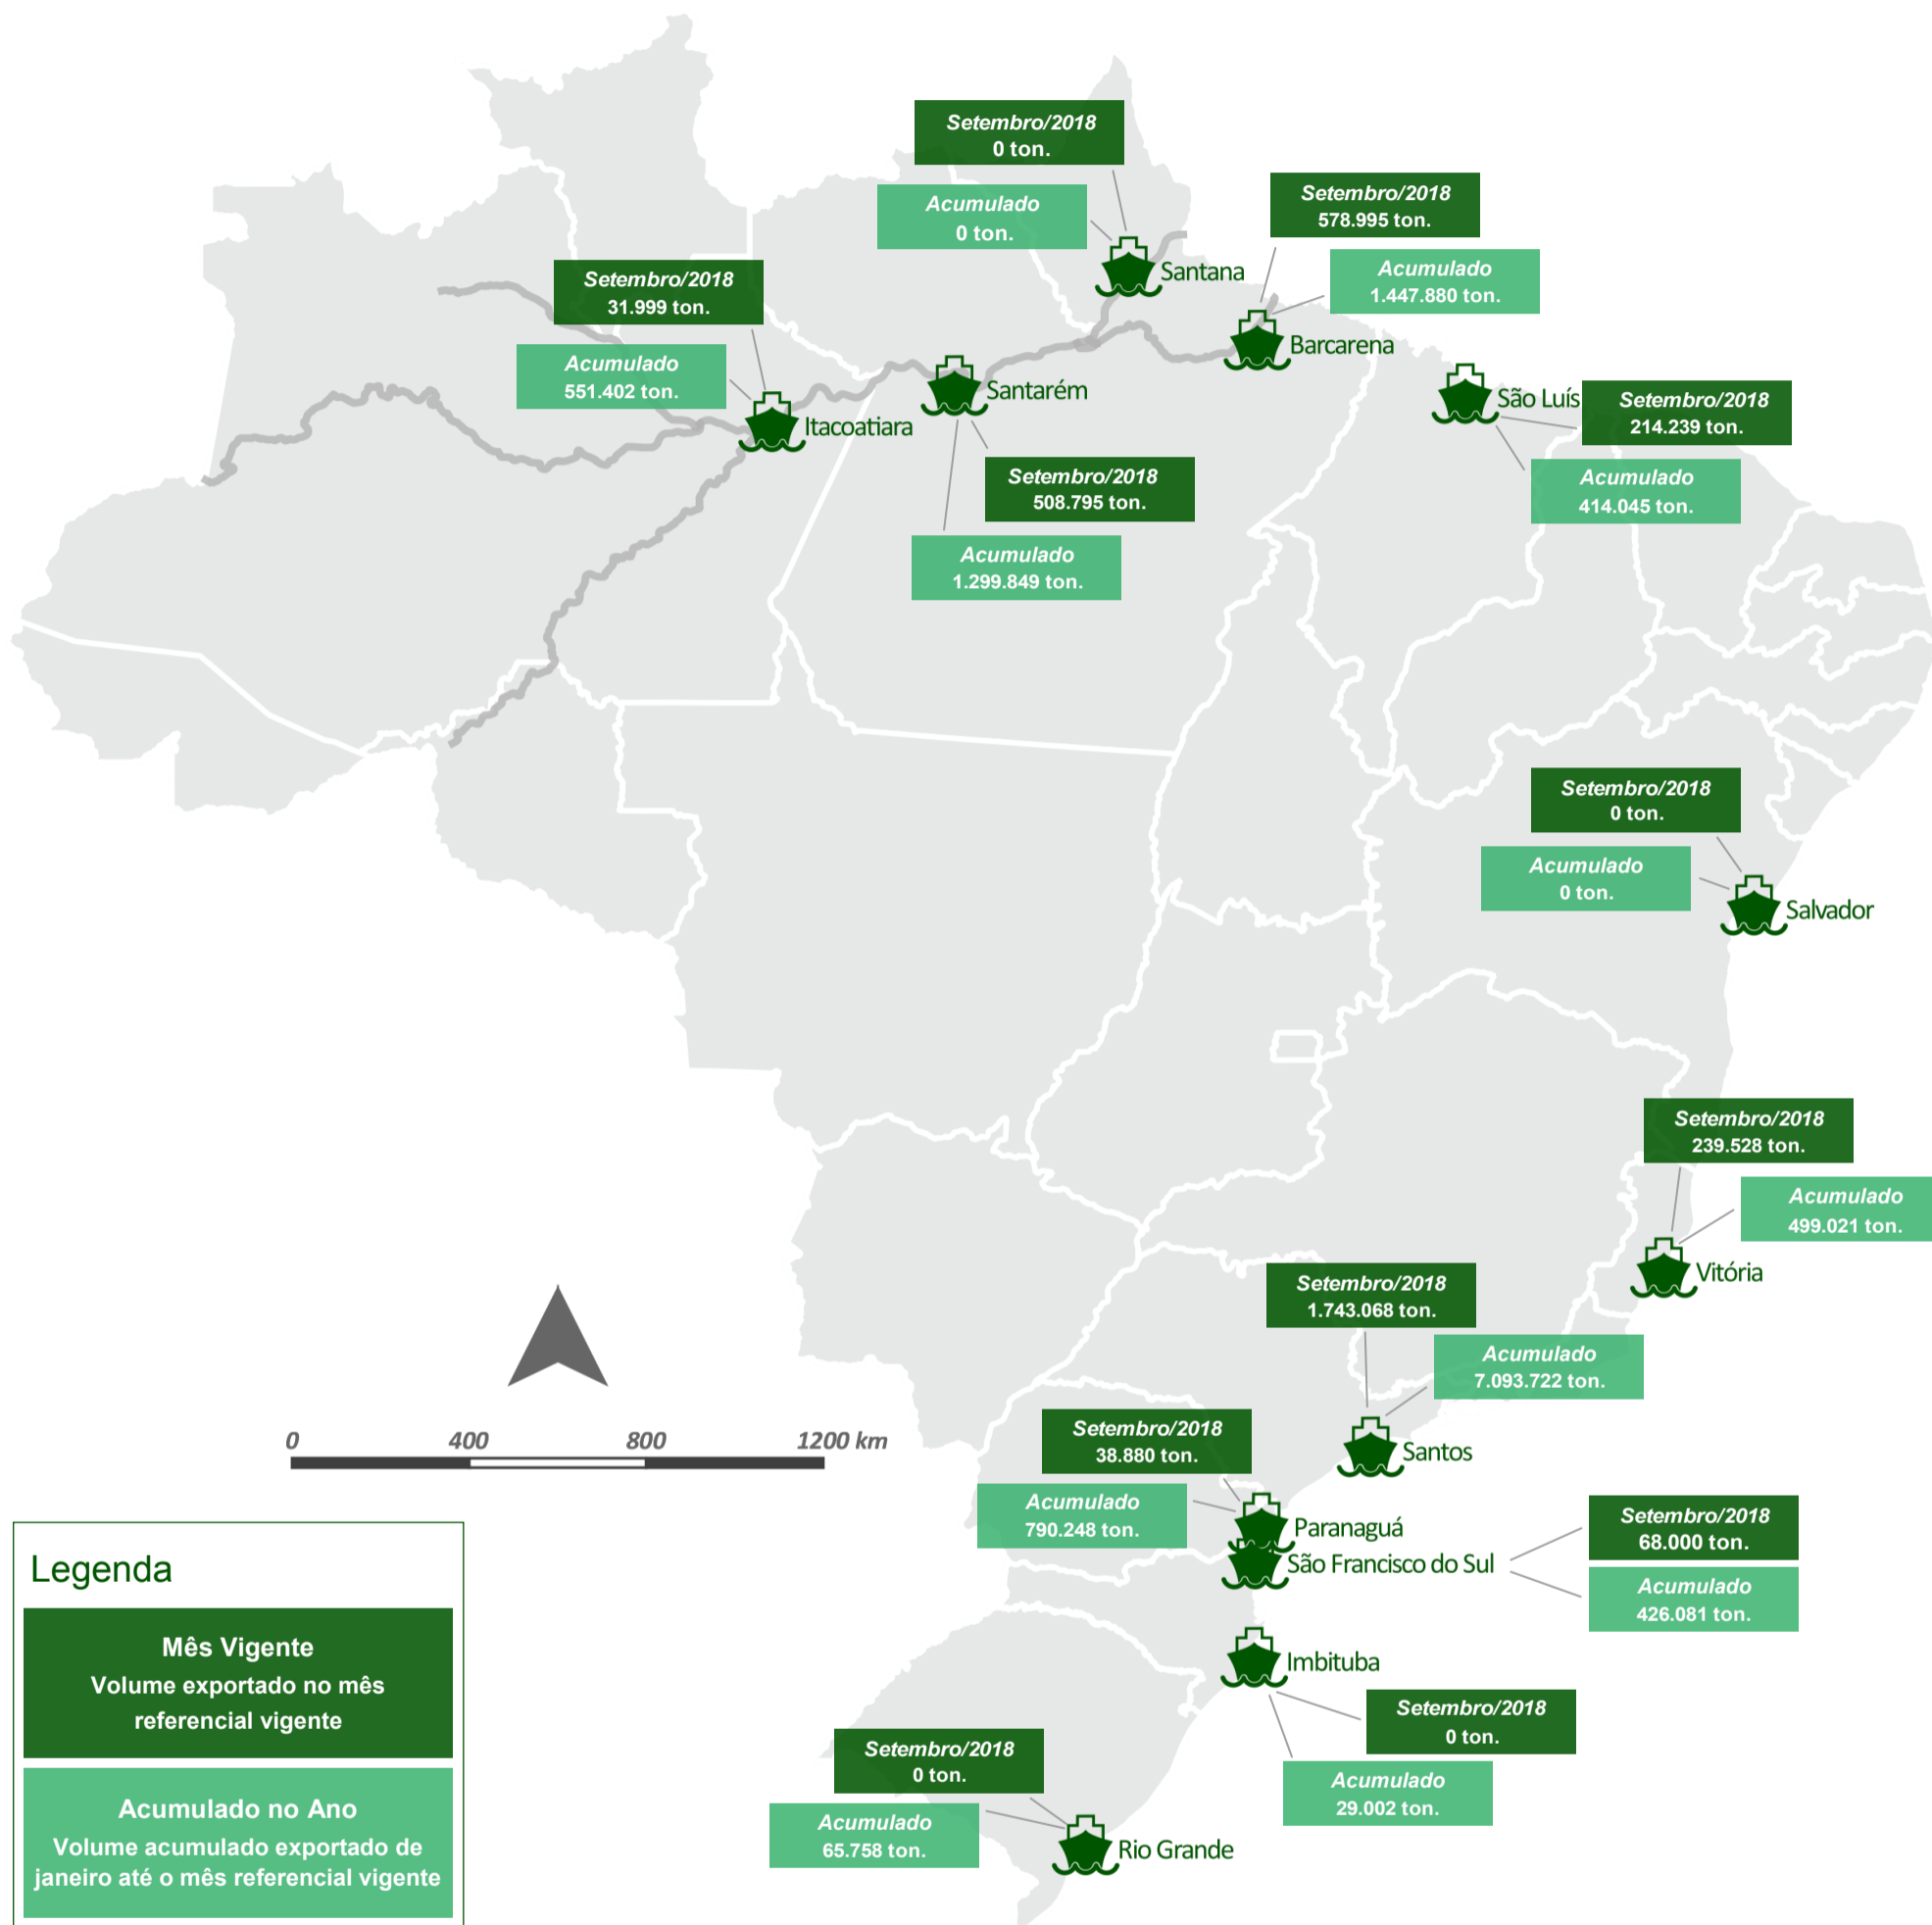 Setembro/2018
0 ton.
Acumulado
0 ton.
Santana
Setembro/2018
578.995 ton.
Acumulado
1.447.880 ton.
Barcarena
Setembro/2018
31.999 ton.
Acumulado
551.402 ton.
Itacoatiara
Santarém
Setembro/2018
508.795 ton.
Acumulado
1.299.849 ton.
São Luís
Setembro/2018
214.239 ton.
Acumulado
414.045 ton.
Setembro/2018
0 ton.
Acumulado
0 ton.
Salvador
Setembro/2018
239.528 ton.
Acumulado
499.021 ton.
Vitória
Setembro/2018
1.743.068 ton.
Acumulado
7.093.722 ton.
Santos
Setembro/2018
38.880 ton.
Acumulado
790.248 ton.
Paranaguá
São Francisco do Sul
Setembro/2018
68.000 ton.
Acumulado
426.081 ton.
Imbituba
Setembro/2018
0 ton.
Acumulado
29.002 ton.
Setembro/2018
0 ton.
Acumulado
65.758 ton.
Rio Grande
0 400 800 1200 km
Legenda
Mês Vigente
Volume exportado no mês
referencial vigente
Acumulado no Ano
Volume acumulado exportado de
janeiro até o mês referencial vigente